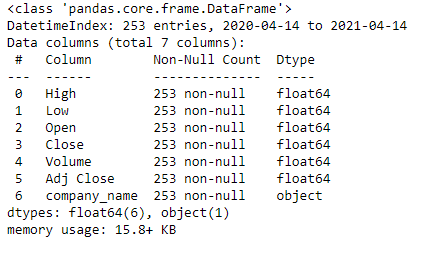 <class 'pandas.core.frame.DataFrame'>
DatetimeIndex: 253 entries, 2020-04-14 to 2021-04-14
Data columns (total 7 columns):
 #   Column        Non-Null Count  Dtype
---  ------        --------------  -----
 0   High          253 non-null    float64
 1   Low           253 non-null    float64
 2   Open          253 non-null    float64
 3   Close         253 non-null    float64
 4   Volume        253 non-null    float64
 5   Adj Close     253 non-null    float64
 6   company_name  253 non-null    object
dtypes: float64(6), object(1)
memory usage: 15.8+ KB